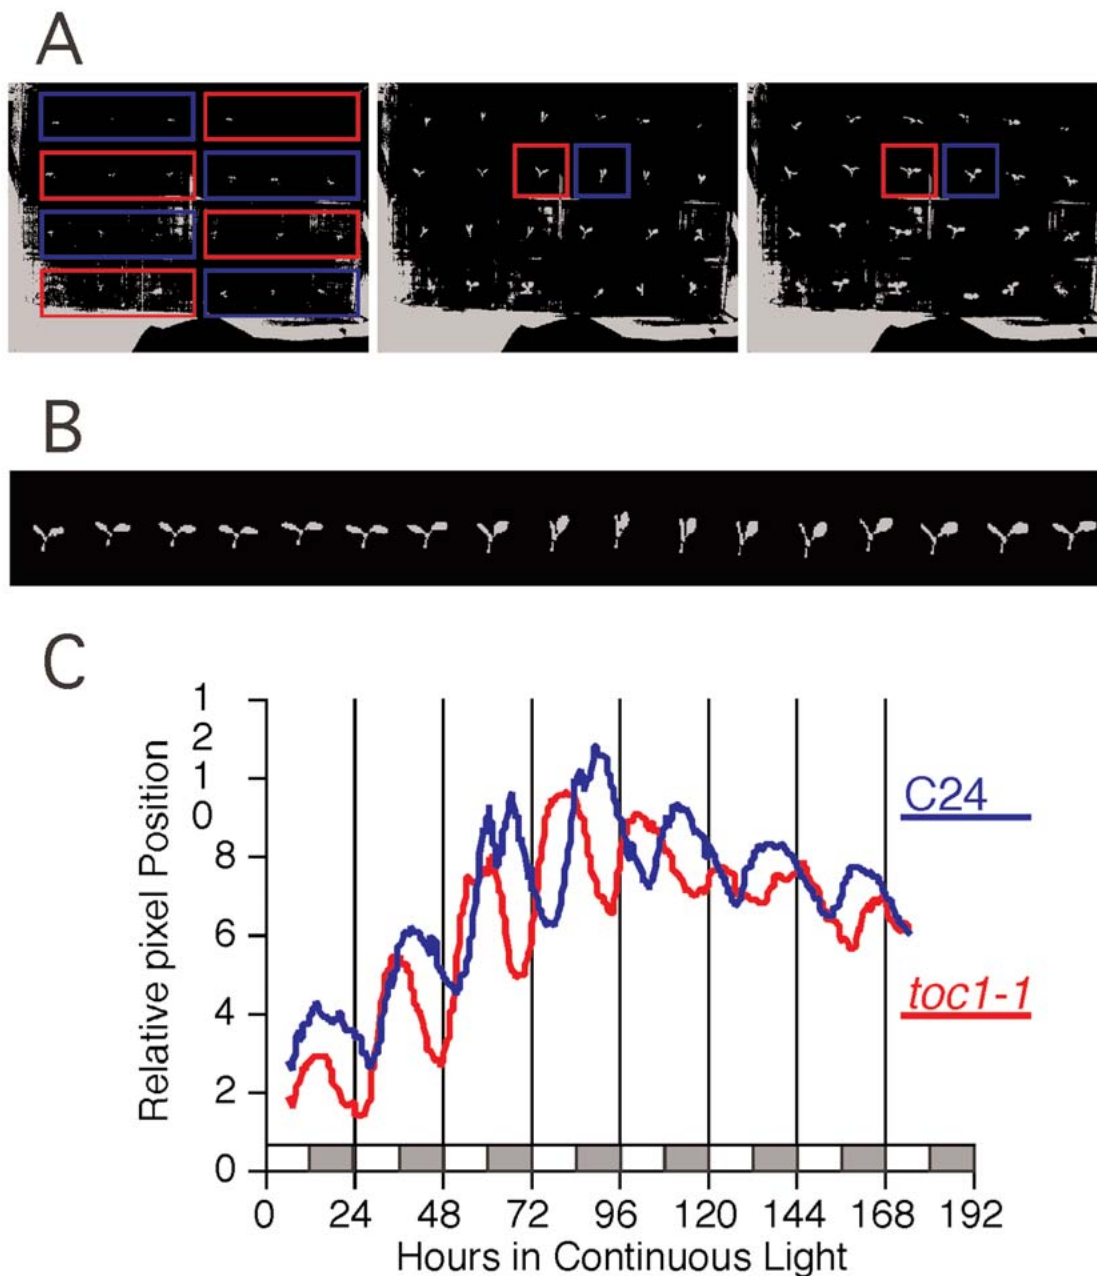 A
B
C
Relative pixel Position
1
2
1
0
8
6
4
2
0
C24
toc1-1
0 24 48 72 96 120 144 168 192
Hours in Continuous Light